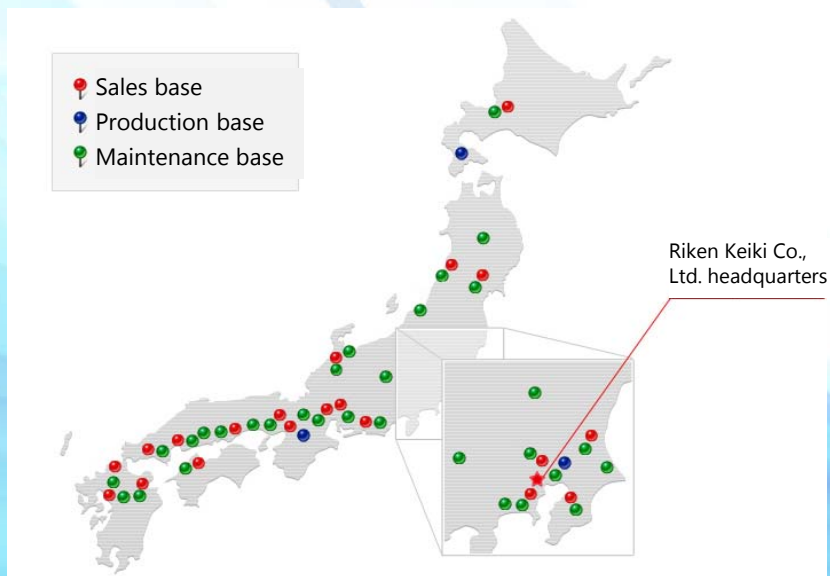 Sales base
Production base
Maintenance base
Riken Keiki Co.,
Ltd. headquarters